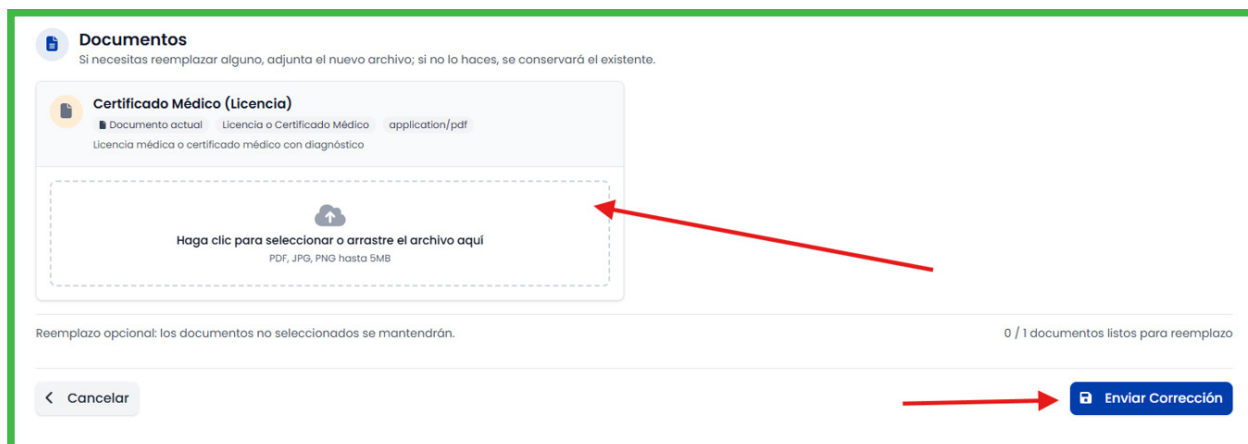 Documentos
Si necesitas reemplazar alguno, adjunta el nuevo archivo; si no lo haces, se conservará el existente.
Certificado Médico (Licencia)
Documento actual Licencia o Certificado Médico application/pdf
Licencia médica o certificado médico con diagnóstico
Haga clic para seleccionar o arrastre el archivo aquí
PDF, JPG, PNG hasta 5MB
Reemplazo opcional: los documentos no seleccionados se mantendrán. 0 / 1 documentos listos para reemplazo
Cancelar Enviar Corrección